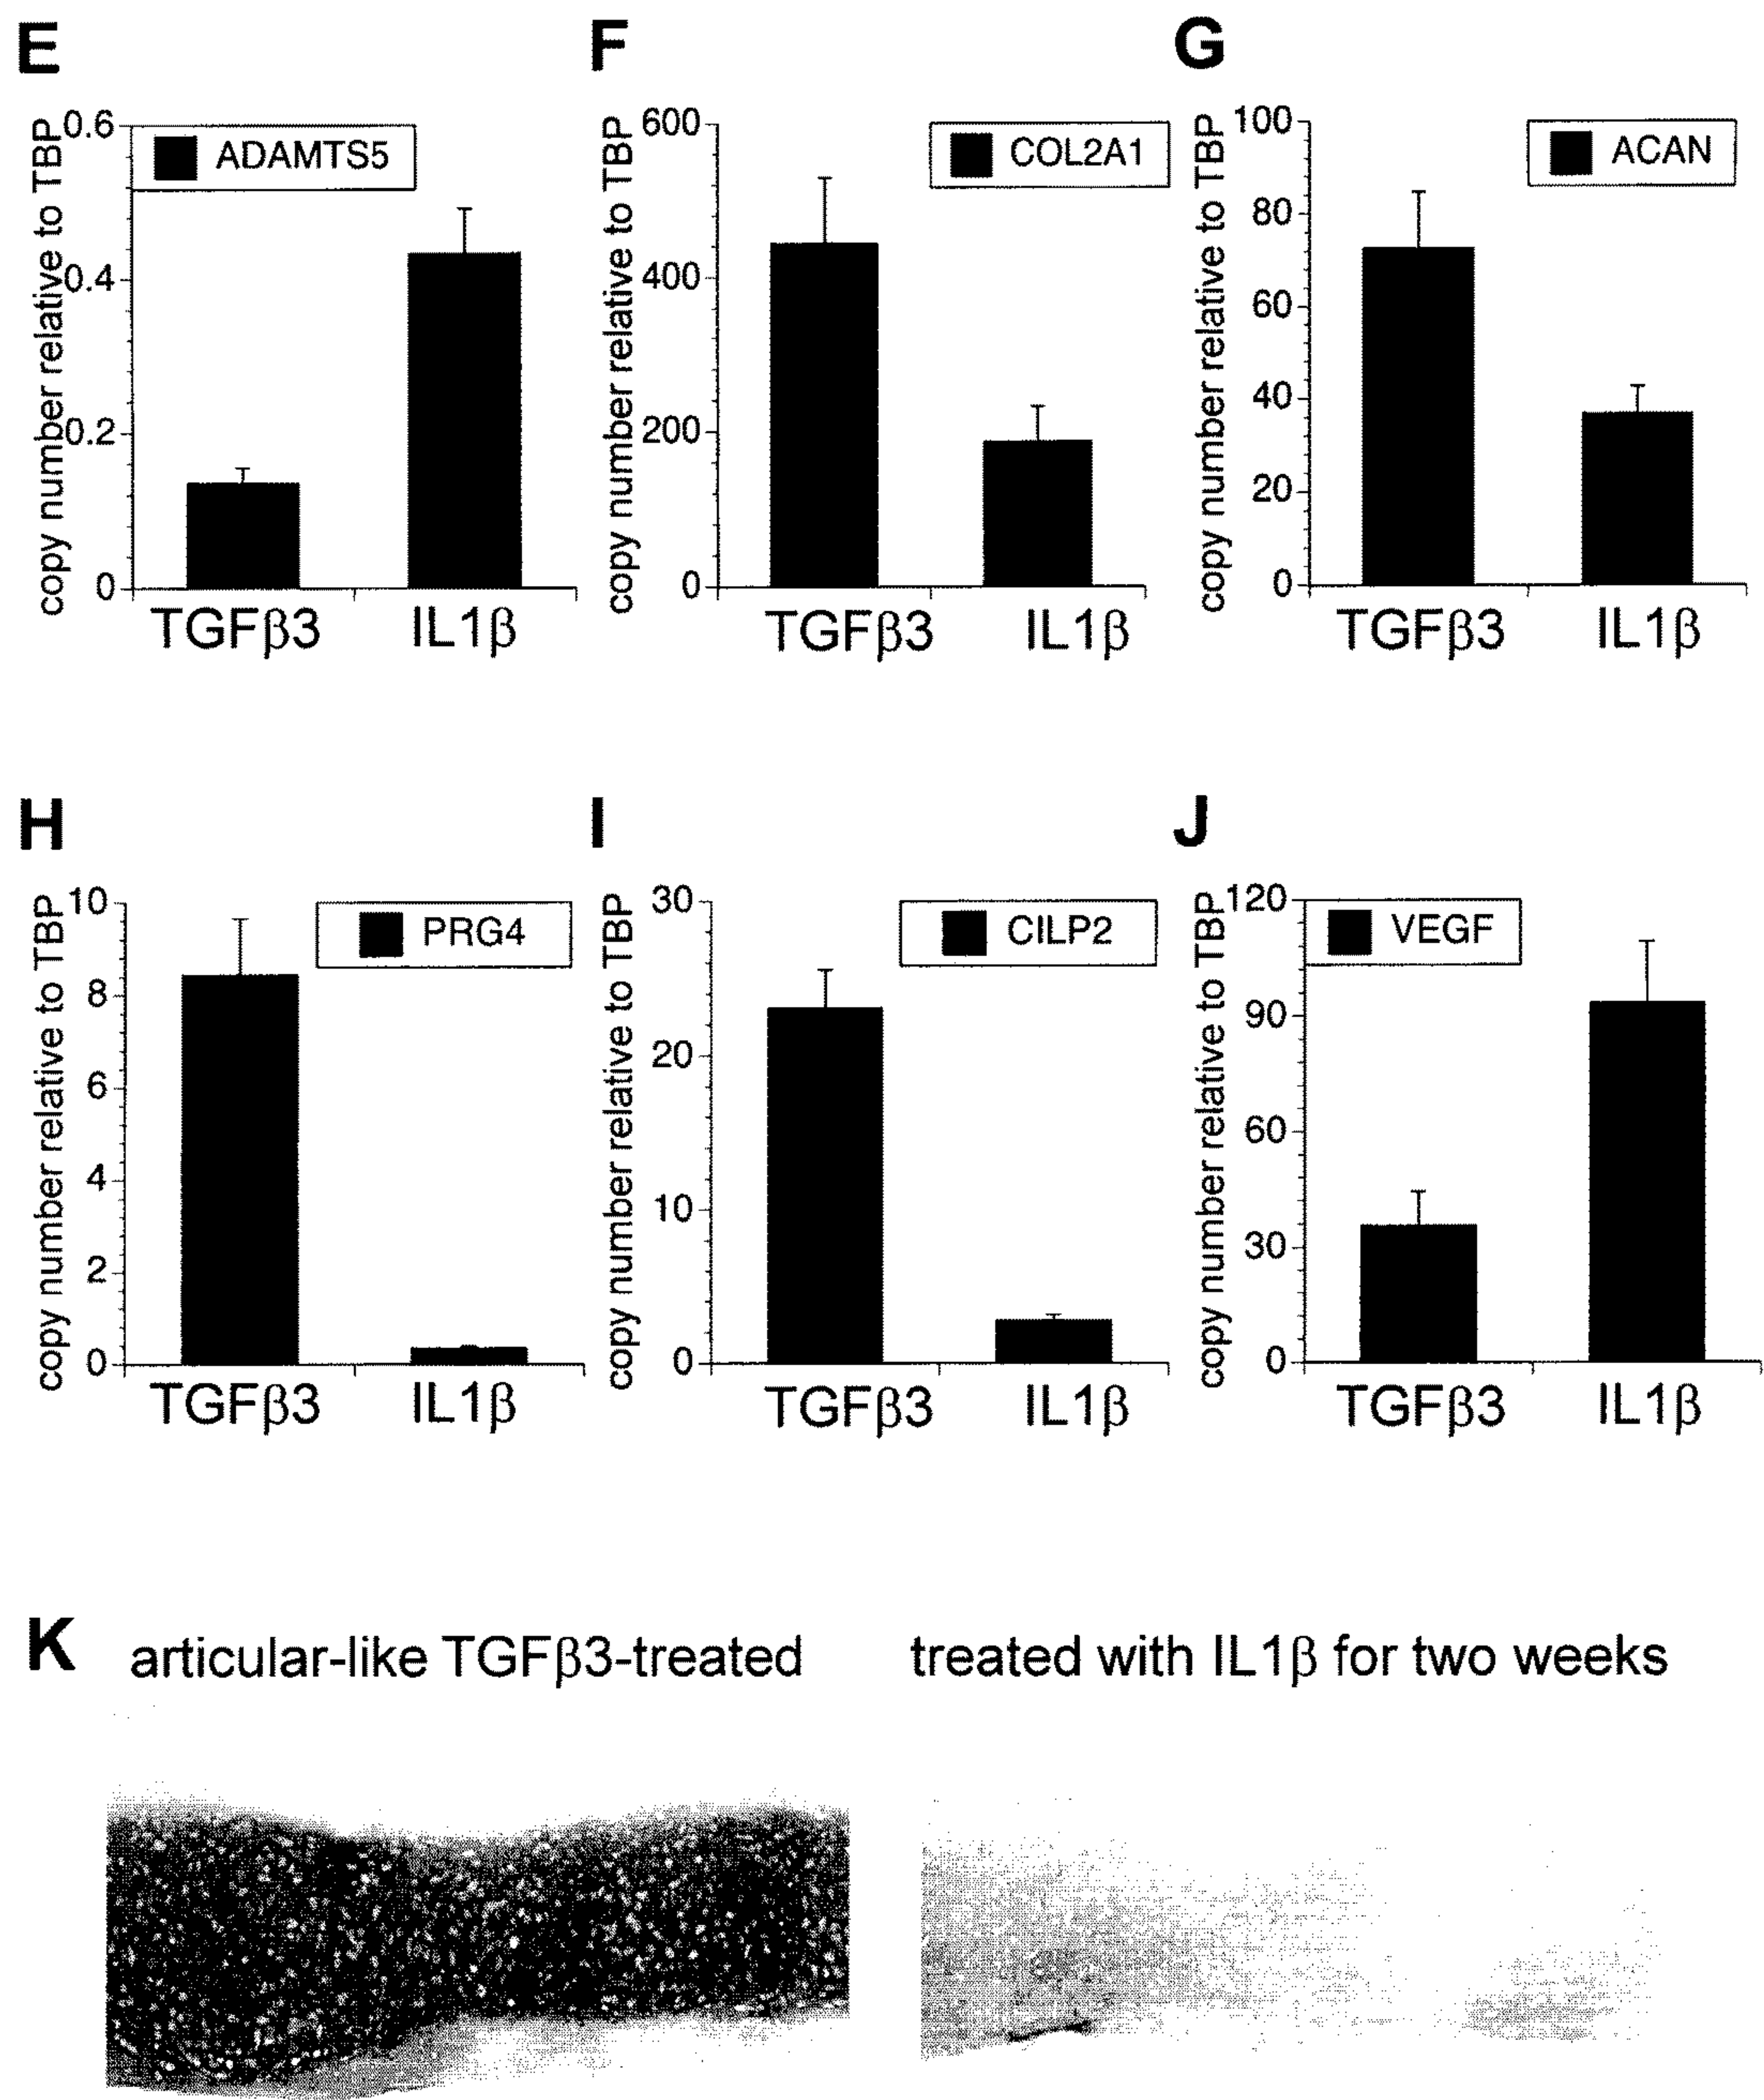 E
F
G
copy number relative to TBP
0.6
0.4
0.2
0
ADAMTS5
TGFβ3 IL1β
copy number relative to TBP
600
400
200
0
COL2A1
TGFβ3 IL1β
copy number relative to TBP
100
80
60
40
20
0
ACAN
TGFβ3 IL1β
H
I
J
copy number relative to TBP
10
8
6
4
2
0
PRG4
TGFβ3 IL1β
copy number relative to TBP
30
20
10
0
CILP2
TGFβ3 IL1β
copy number relative to TBP
120
90
60
30
0
VEGF
TGFβ3 IL1β
K
articular-like TGFβ3-treated
treated with IL1β for two weeks